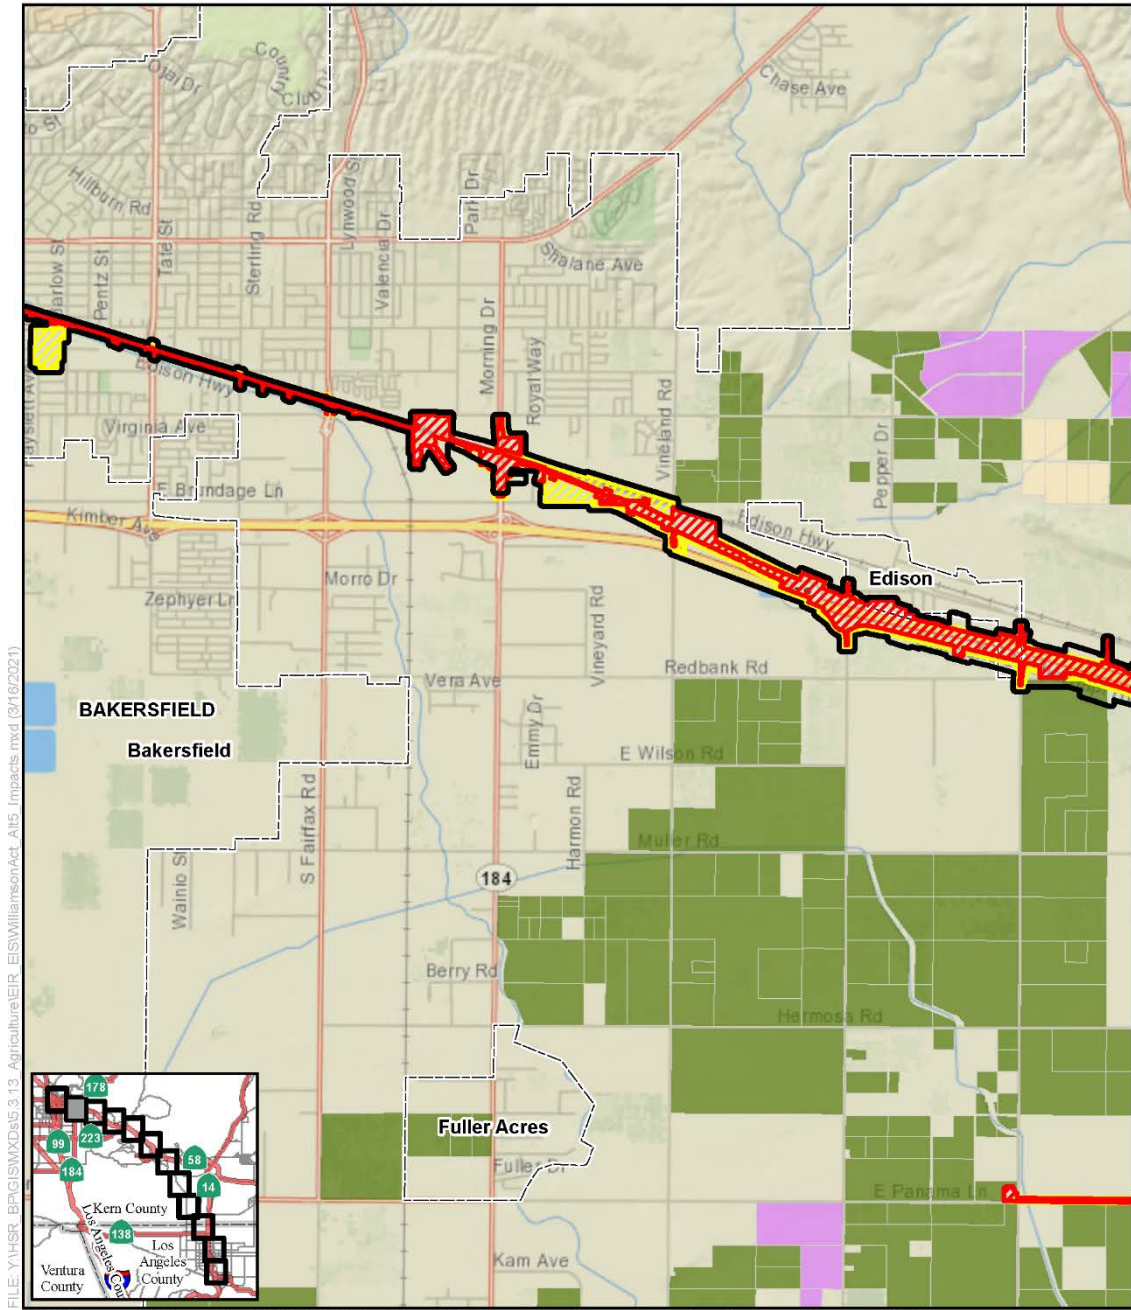 Country
Club Dr
Ojai Dr
Chase Ave
to St
Hillburn Rd
Lynwood St
Park Dr
Sterling Rd
Tate St
Valencia Dr
Shalane Ave
Pentz St
Morning Dr
Edison Hwy
Royal Way
Vineland Rd
Virginia Ave
Pepper Dr
E Brundage Ln
Kimber Ave
Edison Hwy
Edison
Morro Dr
Zephyer Ln
Vineyard Rd
Redbank Rd
Vera Ave
BAKERSFIELD
Bakersfield
Emmy Dr
E Wilson Rd
S Fairfax Rd
Harmon Rd
Muller Rd
184
Wainio St
Berry Rd
Hermosa Rd
Fuller Acres
Fuller Dr
E Panama Ln
Kam Ave
178
99
223
58
184
14
Kern County
138
Los Angeles Cou
Los
Angeles
County
Ventura
County
5
FILE: Y:\HSR_BP\GIS\MXDs\5.3.13_Agriculture\EIR_EIS\WilliamsonAct_Alt5_Impacts.mxd (3/16/2021)